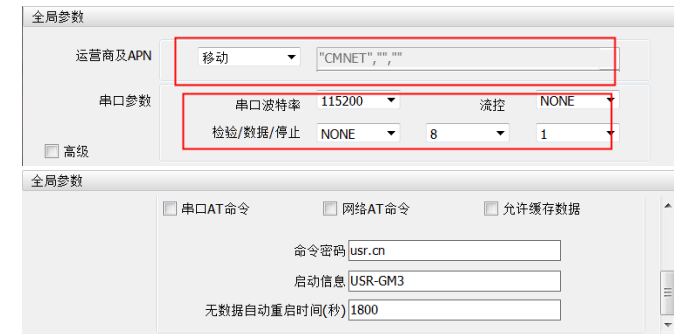 全局参数
运营商及APN 移动 "CMNET","",""
串口参数 串口波特率 115200 流控 NONE
检验/数据/停止 NONE 8 1
高级
全局参数
串口AT命令 网络AT命令 允许缓存数据
命令密码 usr.cn
启动信息 USR-GM3
无数据自动重启时间(秒) 1800